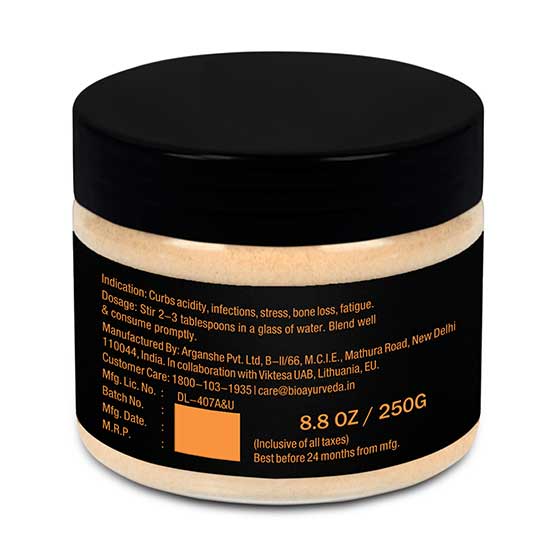 Indication: Curbs acidity, infections, stress, bone loss, fatigue.
Dosage: Stir 2–3 tablespoons in a glass of water. Blend well
& consume promptly.
Manufactured By: Arganshe Pvt. Ltd, B–II/66, M.C.I.E., Mathura Road, New Delhi
110044, India. In collaboration with Viktesa UAB, Lithuania, EU.
Customer Care: 1800–103–1935 | care@bioayurveda.in
Mfg. Lic. No. : DL–407A&U
Batch No. :
Mfg. Date. :
M.R.P. :
8.8 OZ / 250G
(Inclusive of all taxes)
Best before 24 months from mfg.